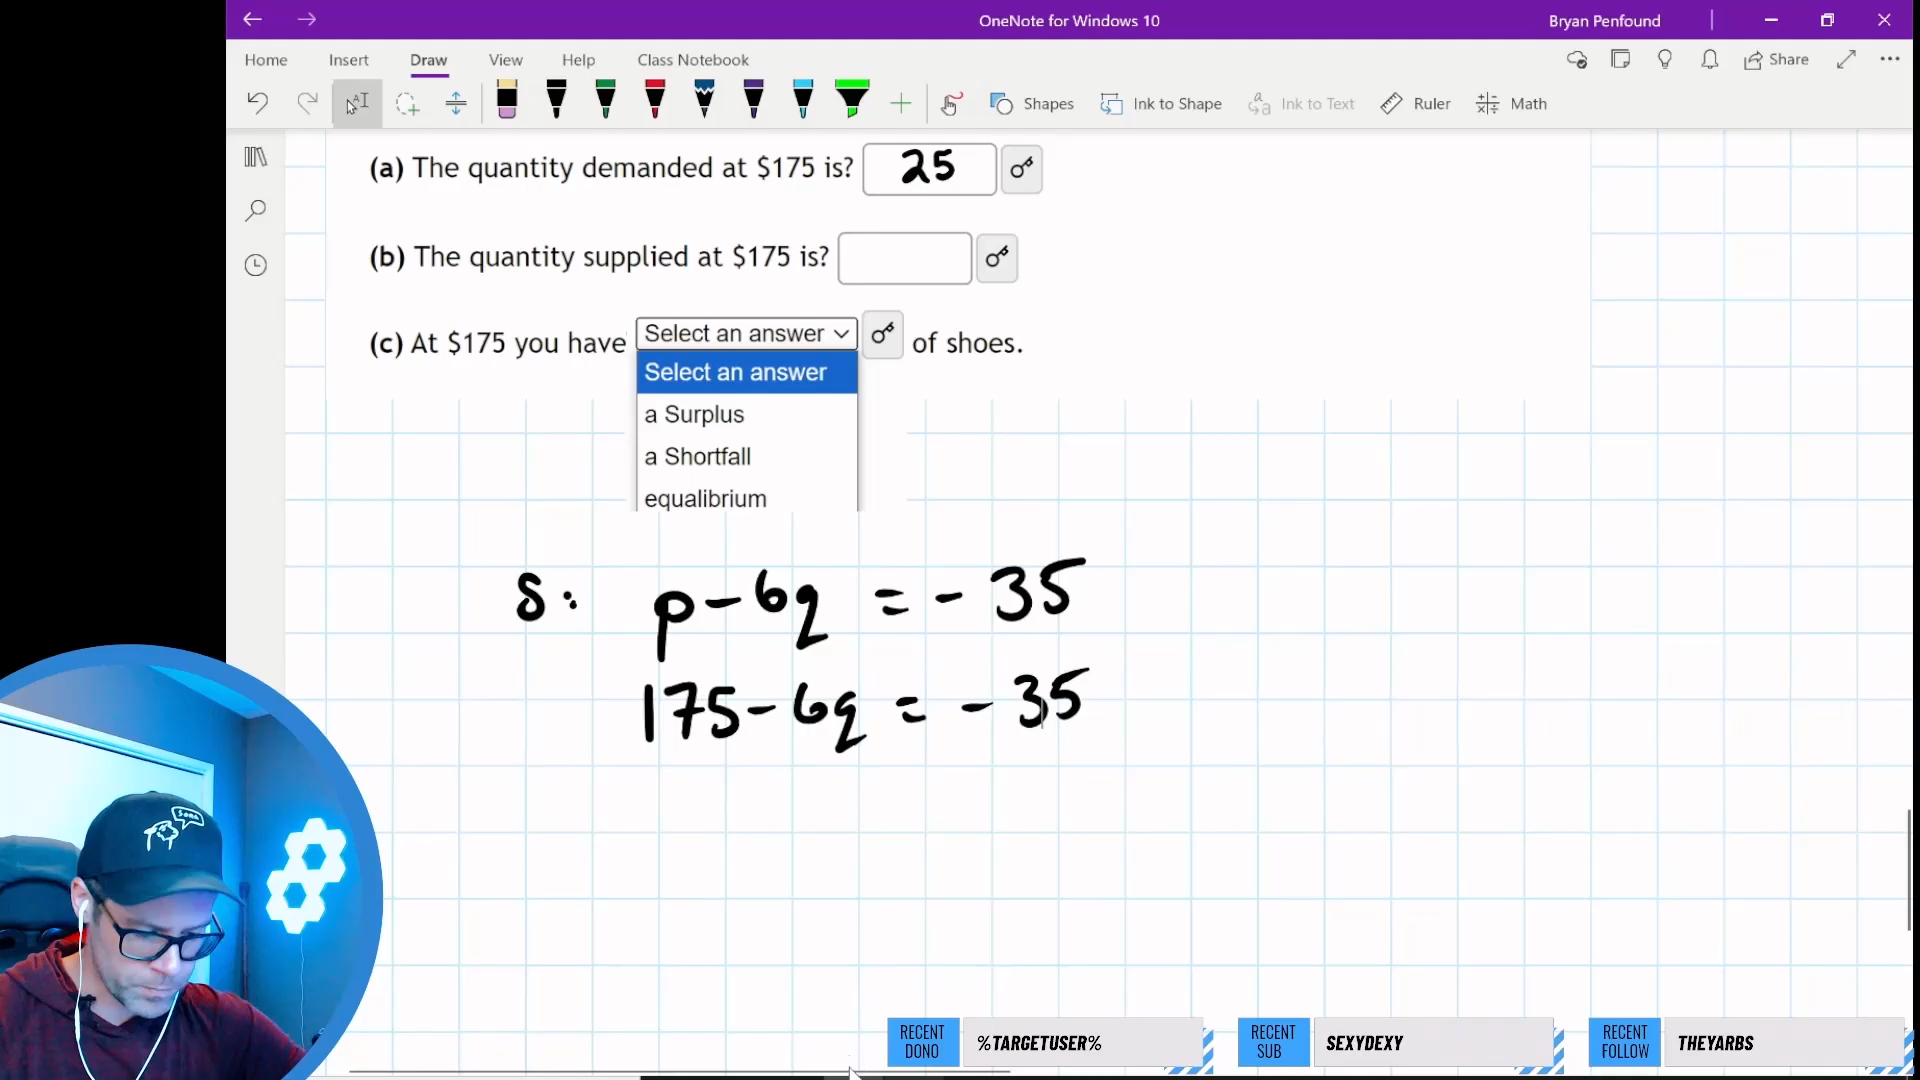 OneNote for Windows 10
Bryan Penfound
Home Insert Draw View Help Class Notebook
Share
Shapes Ink to Shape Ink to Text Ruler Math
(a) The quantity demanded at $175 is? 25
(b) The quantity supplied at $175 is?
(c) At $175 you have Select an answer of shoes.
Select an answer
a Surplus
a Shortfall
equalibrium
S: p - 6q = - 35
175 - 6q = - 35
RECENT DONO
%TARGETUSER%
RECENT SUB
SEXYDEXY
RECENT FOLLOW
THEYARBS